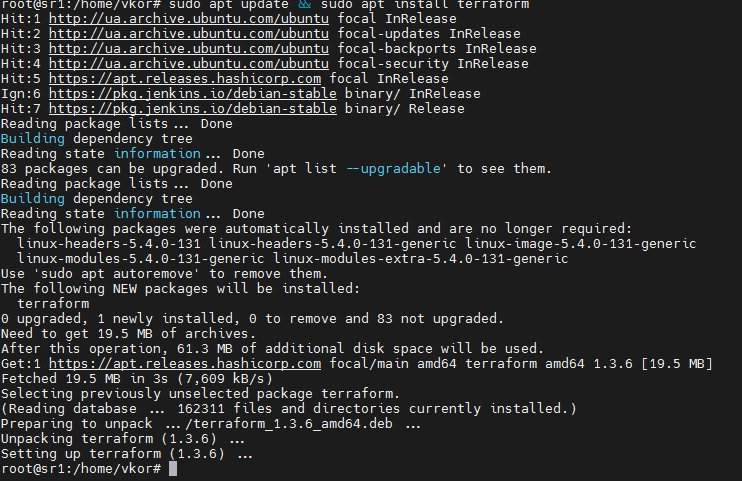 root@sr1:/home/vkor# sudo apt update && sudo apt install terraform
Hit:1 http://ua.archive.ubuntu.com/ubuntu focal InRelease
Hit:2 http://ua.archive.ubuntu.com/ubuntu focal-updates InRelease
Hit:3 http://ua.archive.ubuntu.com/ubuntu focal-backports InRelease
Hit:4 http://ua.archive.ubuntu.com/ubuntu focal-security InRelease
Hit:5 https://apt.releases.hashicorp.com focal InRelease
Ign:6 https://pkg.jenkins.io/debian-stable binary/ InRelease
Hit:7 https://pkg.jenkins.io/debian-stable binary/ Release
Reading package lists... Done
Building dependency tree
Reading state information... Done
83 packages can be upgraded. Run 'apt list --upgradable' to see them.
Reading package lists... Done
Building dependency tree
Reading state information... Done
The following packages were automatically installed and are no longer required:
  linux-headers-5.4.0-131 linux-headers-5.4.0-131-generic linux-image-5.4.0-131-generic
  linux-modules-5.4.0-131-generic linux-modules-extra-5.4.0-131-generic
Use 'sudo apt autoremove' to remove them.
The following NEW packages will be installed:
  terraform
0 upgraded, 1 newly installed, 0 to remove and 83 not upgraded.
Need to get 19.5 MB of archives.
After this operation, 61.3 MB of additional disk space will be used.
Get:1 https://apt.releases.hashicorp.com focal/main amd64 terraform amd64 1.3.6 [19.5 MB]
Fetched 19.5 MB in 3s (7,609 kB/s)
Selecting previously unselected package terraform.
(Reading database ... 162311 files and directories currently installed.)
Preparing to unpack .../terraform_1.3.6_amd64.deb ...
Unpacking terraform (1.3.6) ...
Setting up terraform (1.3.6) ...
root@sr1:/home/vkor#